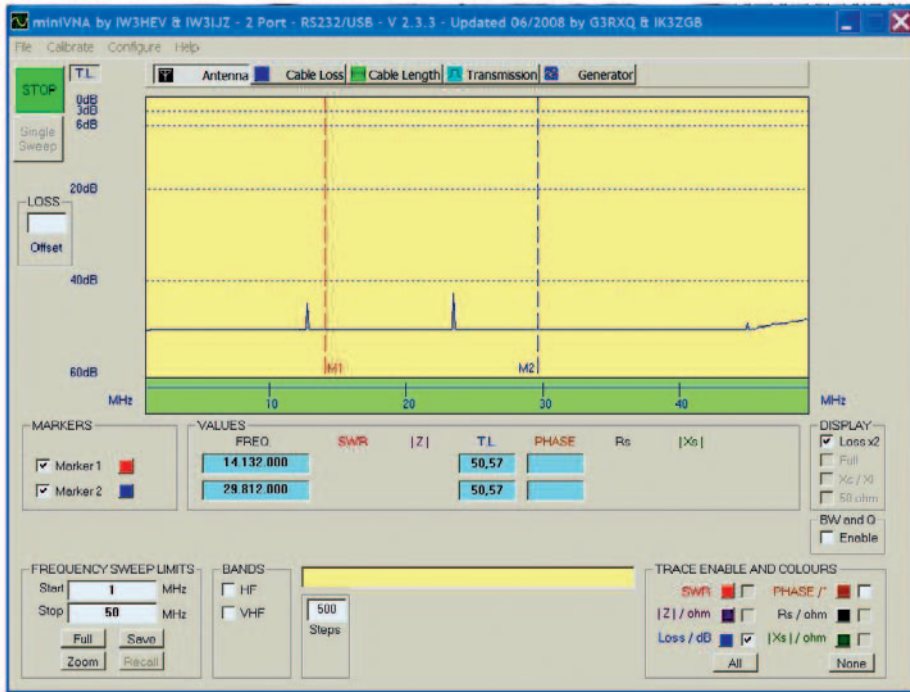 miniVNA by IW3HEV & IW3IJZ - 2 Port - RS232/USB - V 2.3.3 - Updated 06/2008 by G3RXQ & IK3ZGB
File Calibrate Configure Help
STOP
Single Sweep
T.L.
Antenna Cable Loss Cable Length Transmission Generator
0dB
3dB
6dB
20dB
40dB
60dB
LOSS
Offset
M1
M2
MHz 10 20 30 40 MHz
MARKERS
Marker 1
Marker 2
VALUES
FREQ SWR |Z| T.L PHASE Rs |Xs|
14.132.000 50,57
29.812.000 50,57
DISPLAY
Loss x2
Full
Xc / Xl
50 ohm
BW and Q
Enable
FREQUENCY SWEEP LIMITS
Start 1 MHz
Stop 50 MHz
Full Save
Zoom Recall
BANDS
HF
VHF
500
Steps
TRACE ENABLE AND COLOURS
SWR PHASE /°
|Z| / ohm Rs / ohm
Loss / dB |Xs| / ohm
All None